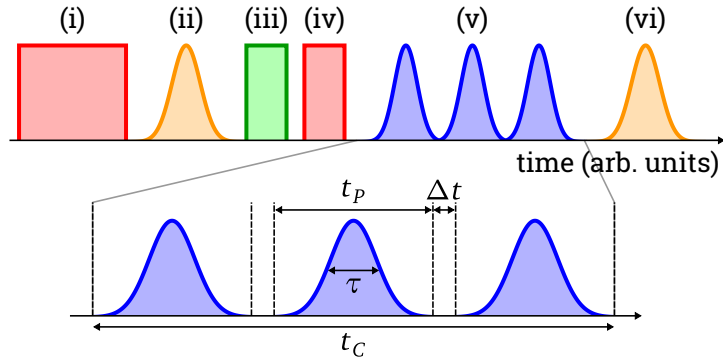 (i) (ii) (iii) (iv) (v) (vi)
time (arb. units)
t_P Δt
τ
t_C